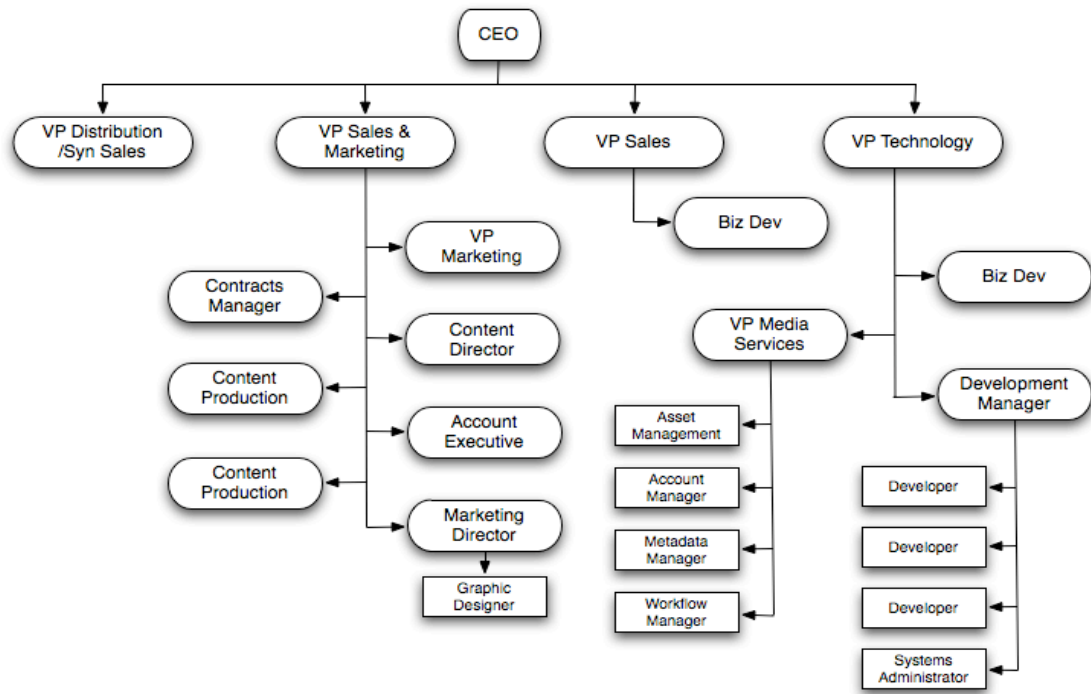 CEO
VP Distribution
/Syn Sales
VP Sales &
Marketing
VP Sales
VP Technology
Biz Dev
VP
Marketing
Biz Dev
Contracts
Manager
Content
Director
VP Media
Services
Content
Production
Development
Manager
Account
Executive
Asset
Management
Content
Production
Account
Manager
Developer
Marketing
Director
Metadata
Manager
Developer
Graphic
Designer
Workflow
Manager
Developer
Systems
Administrator